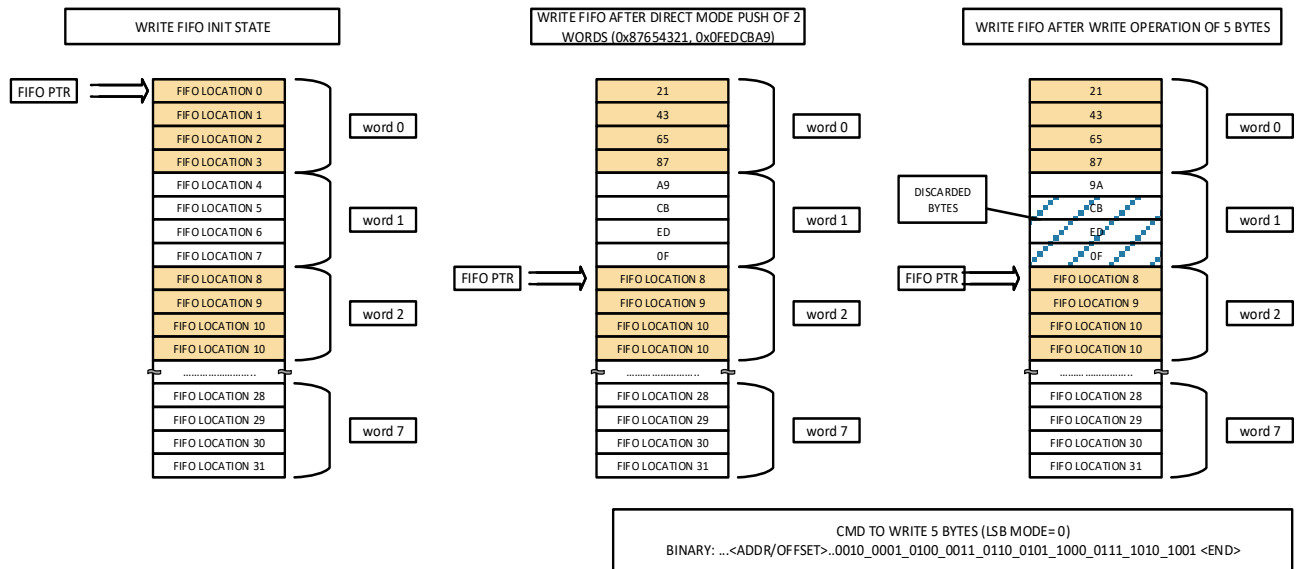 WRITE FIFO INIT STATE
FIFO PTR
FIFO LOCATION 0
FIFO LOCATION 1
FIFO LOCATION 2
FIFO LOCATION 3
FIFO LOCATION 4
FIFO LOCATION 5
FIFO LOCATION 6
FIFO LOCATION 7
FIFO LOCATION 8
FIFO LOCATION 9
FIFO LOCATION 10
FIFO LOCATION 10
……………………..
FIFO LOCATION 28
FIFO LOCATION 29
FIFO LOCATION 30
FIFO LOCATION 31
word 0
word 1
word 2
word 7
WRITE FIFO AFTER DIRECT MODE PUSH OF 2
WORDS (0x87654321, 0x0FEDCBA9)
FIFO PTR
21
43
65
87
A9
CB
ED
0F
FIFO LOCATION 8
FIFO LOCATION 9
FIFO LOCATION 10
FIFO LOCATION 10
……………………..
FIFO LOCATION 28
FIFO LOCATION 29
FIFO LOCATION 30
FIFO LOCATION 31
word 0
word 1
word 2
word 7
WRITE FIFO AFTER WRITE OPERATION OF 5 BYTES
DISCARDED
BYTES
FIFO PTR
21
43
65
87
9A
CB
ED
0F
FIFO LOCATION 8
FIFO LOCATION 9
FIFO LOCATION 10
FIFO LOCATION 10
……………………..
FIFO LOCATION 28
FIFO LOCATION 29
FIFO LOCATION 30
FIFO LOCATION 31
word 0
word 1
word 2
word 7
CMD TO WRITE 5 BYTES (LSB MODE= 0)
BINARY: ...<ADDR/OFFSET>..0010_0001_0100_0011_0110_0101_1000_0111_1010_1001 <END>